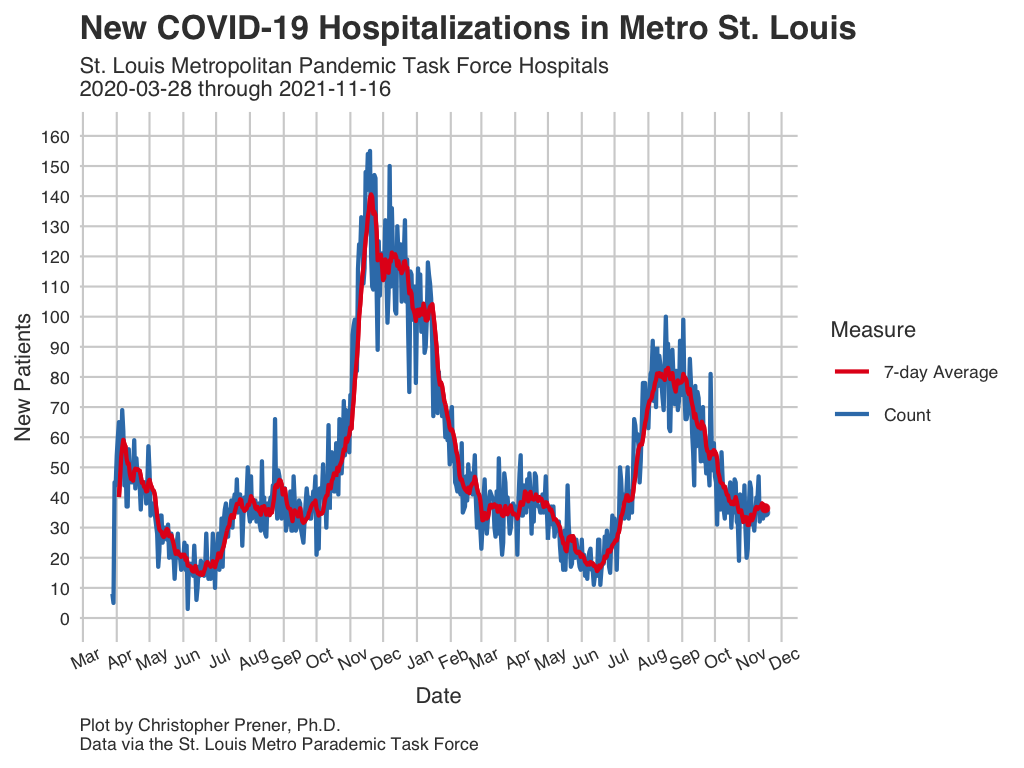 New COVID-19 Hospitalizations in Metro St. Louis
St. Louis Metropolitan Pandemic Task Force Hospitals
2020-03-28 through 2021-11-16
160
150
140
130
120
110
100
90
80
70
60
50
40
30
20
10
0
New Patients
Mar Apr May Jun Jul Aug Sep Oct Nov Dec Jan Feb Mar Apr May Jun Jul Aug Sep Oct Nov Dec
Date
Measure
7-day Average
Count
Plot by Christopher Prener, Ph.D.
Data via the St. Louis Metro Parademic Task Force